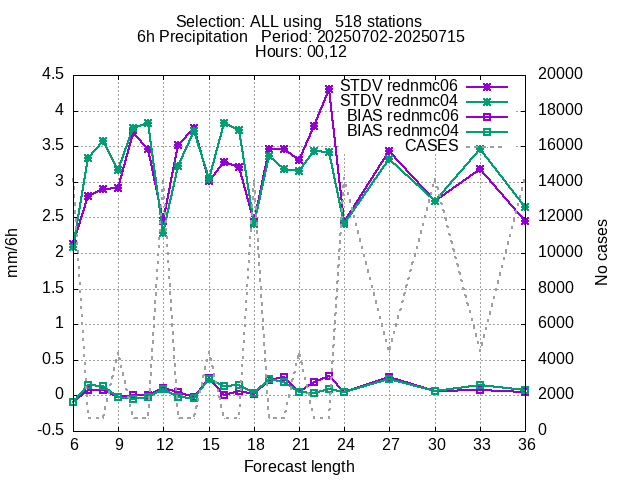 Selection: ALL using   518 stations
6h Precipitation   Period: 20250702-20250715
Hours: 00,12
STDV rednmc06
STDV rednmc04
BIAS rednmc06
BIAS rednmc04
CASES
4.5
4
3.5
3
2.5
2
1.5
1
0.5
0
-0.5
mm/6h
20000
18000
16000
14000
12000
10000
8000
6000
4000
2000
0
No cases
6 9 12 15 18 21 24 27 30 33 36
Forecast length